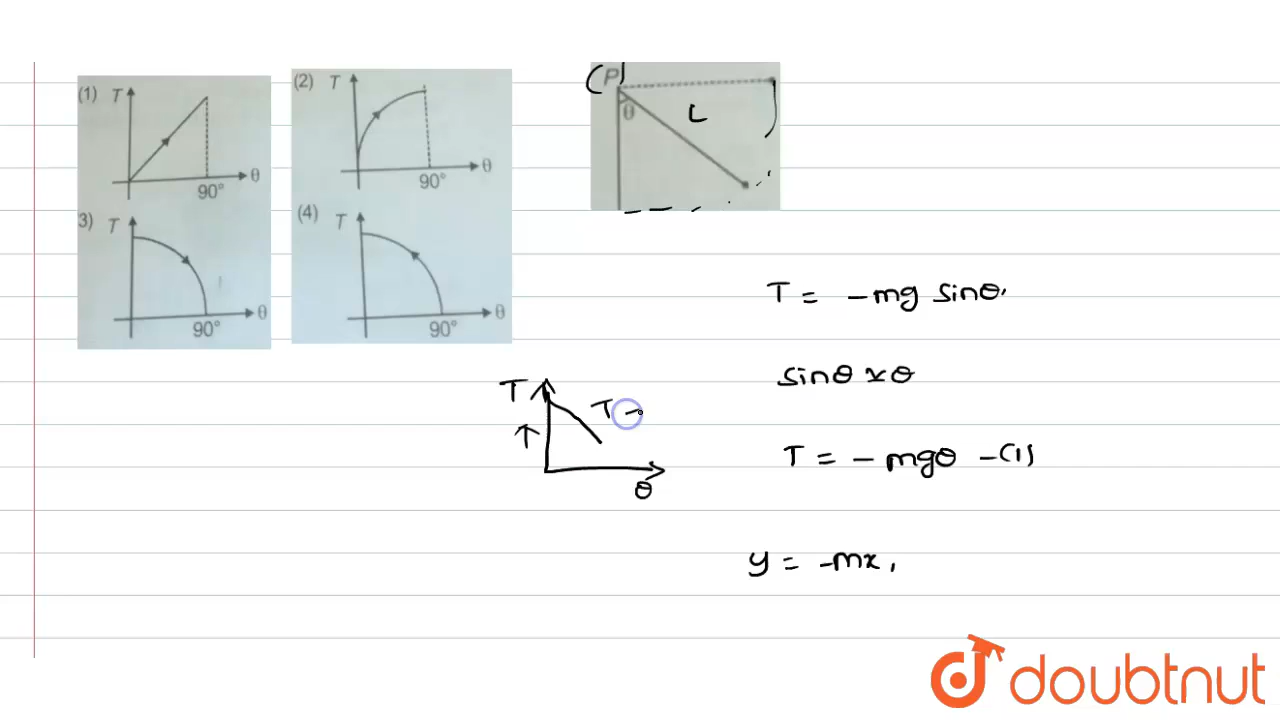 (1) T
θ
90°
(2) T
θ
90°
3) T
θ
90°
(4) T
θ
90°
(P)
θ
L
T = -mg sinθ.
sinθ ∝ θ
T = -mgθ -(1)
y = -mx,
T
T -
θ
doubtnut